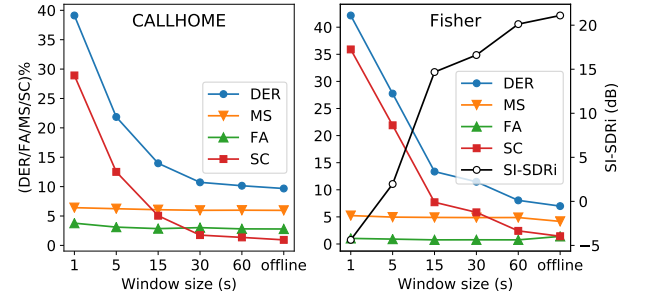 CALLHOME
(DER/FA/MS/SC)%
40
35
30
25
20
15
10
5
0
DER
MS
FA
SC
1 5 15 30 60 offline
Window size (s)
Fisher
40
35
30
25
20
15
10
5
0
DER
MS
FA
SC
SI-SDRi
20
15
10
5
0
−5
SI-SDRi (dB)
1 5 15 30 60 offline
Window size (s)